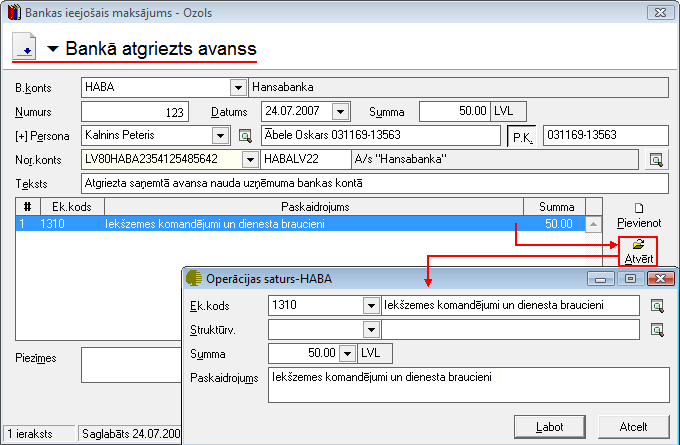 Bankas ieejošais maksājums - Ozols
Bankā atgriezts avanss
B.konts HABA Hansabanka
Numurs 123 Datums 24.07.2007 Summa 50.00 LVL
[+] Persona Kalnins Peteris Ābele Oskars 031169-13563 P.K. 031169-13563
Nor.konts LV80HABA2354125485642 HABALV22 A/s "Hansabanka"
Teksts Atgriezta saņemtā avansa nauda uzņēmuma bankas kontā
# Ek.kods Paskaidrojums Summa
1 1310 Iekšzemes komandējumi un dienesta braucieni 50.00
Pievienot
Atvērt
Operācijas saturs-HABA
Ek.kods 1310 Iekšzemes komandējumi un dienesta braucieni
Struktūrv.
Summa 50.00 LVL
Paskaidrojums Iekšzemes komandējumi un dienesta braucieni
Labot Atcelt
Piezīmes
1 ieraksts Saglabāts 24.07.200